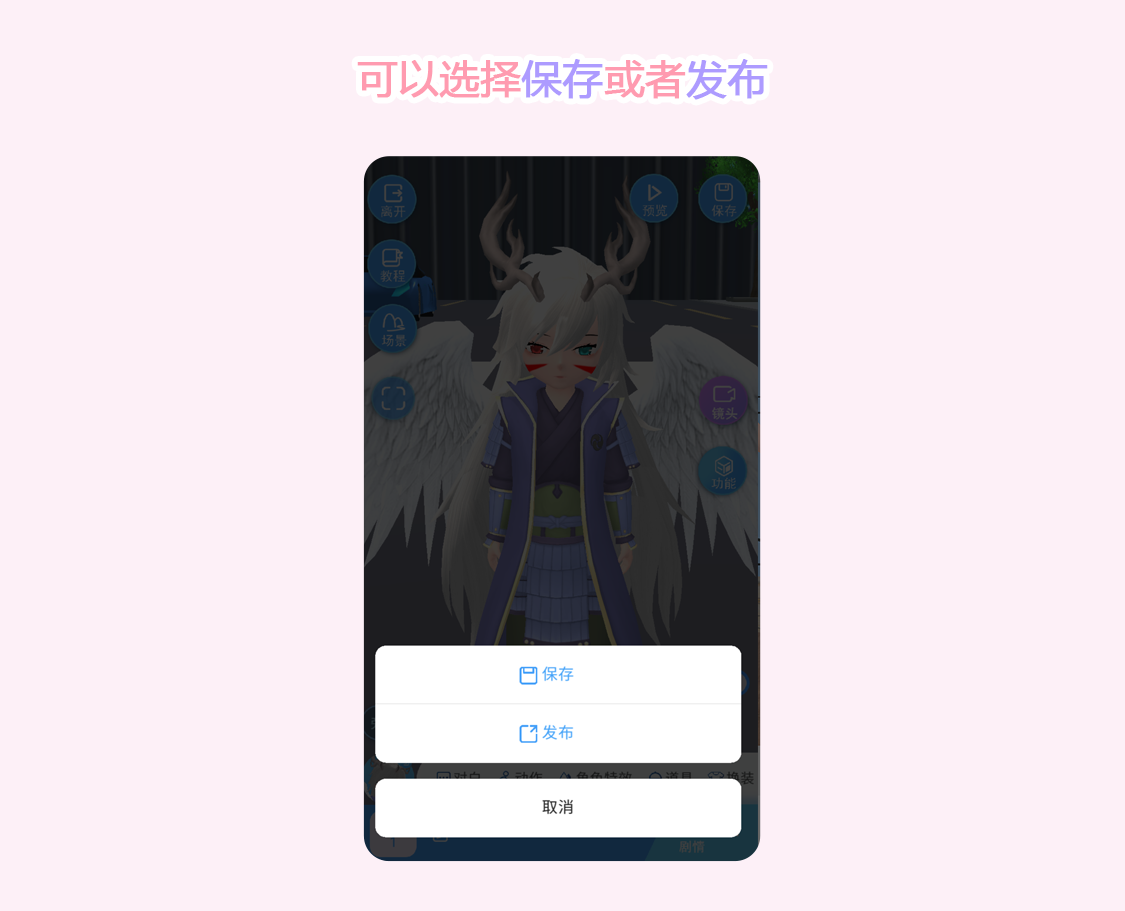 可以选择保存或者发布
离开
预览
保存
教程
场景
镜头
功能
保存
发布
对白 动作 角色特效 道具 换装
取消
1
剧情